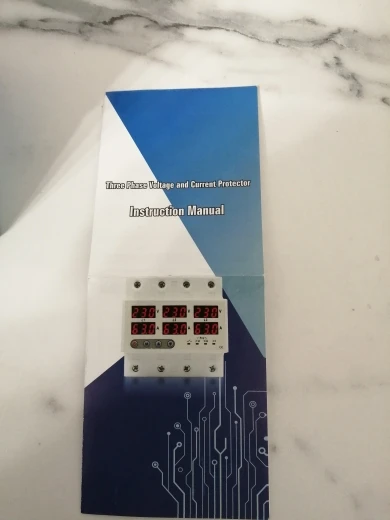 Three Phase Voltage and Current Protector
Instruction Manual
230 V 230 V 230 V
63.0 A 63.0 A 63.0 A